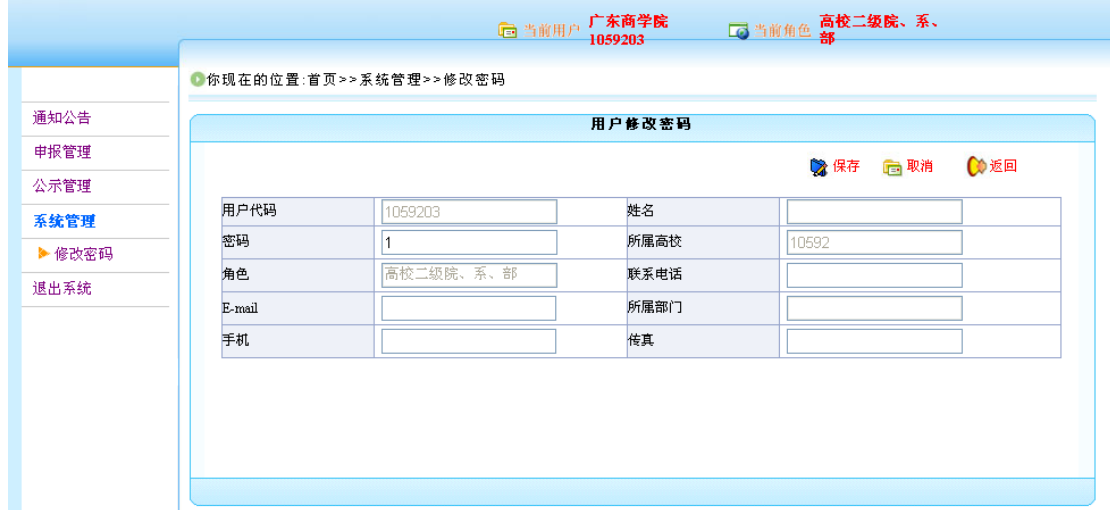 当前用户 广东商学院
1059203
当前角色 高校二级院、系、
部
你现在的位置:首页>>系统管理>>修改密码
通知公告
申报管理
公示管理
系统管理
修改密码
退出系统
用户修改密码
保存 取消 返回
用户代码 1059203 姓名
密码 1 所属高校 10592
角色 高校二级院、系、部 联系电话
E-mail 所属部门
手机 传真